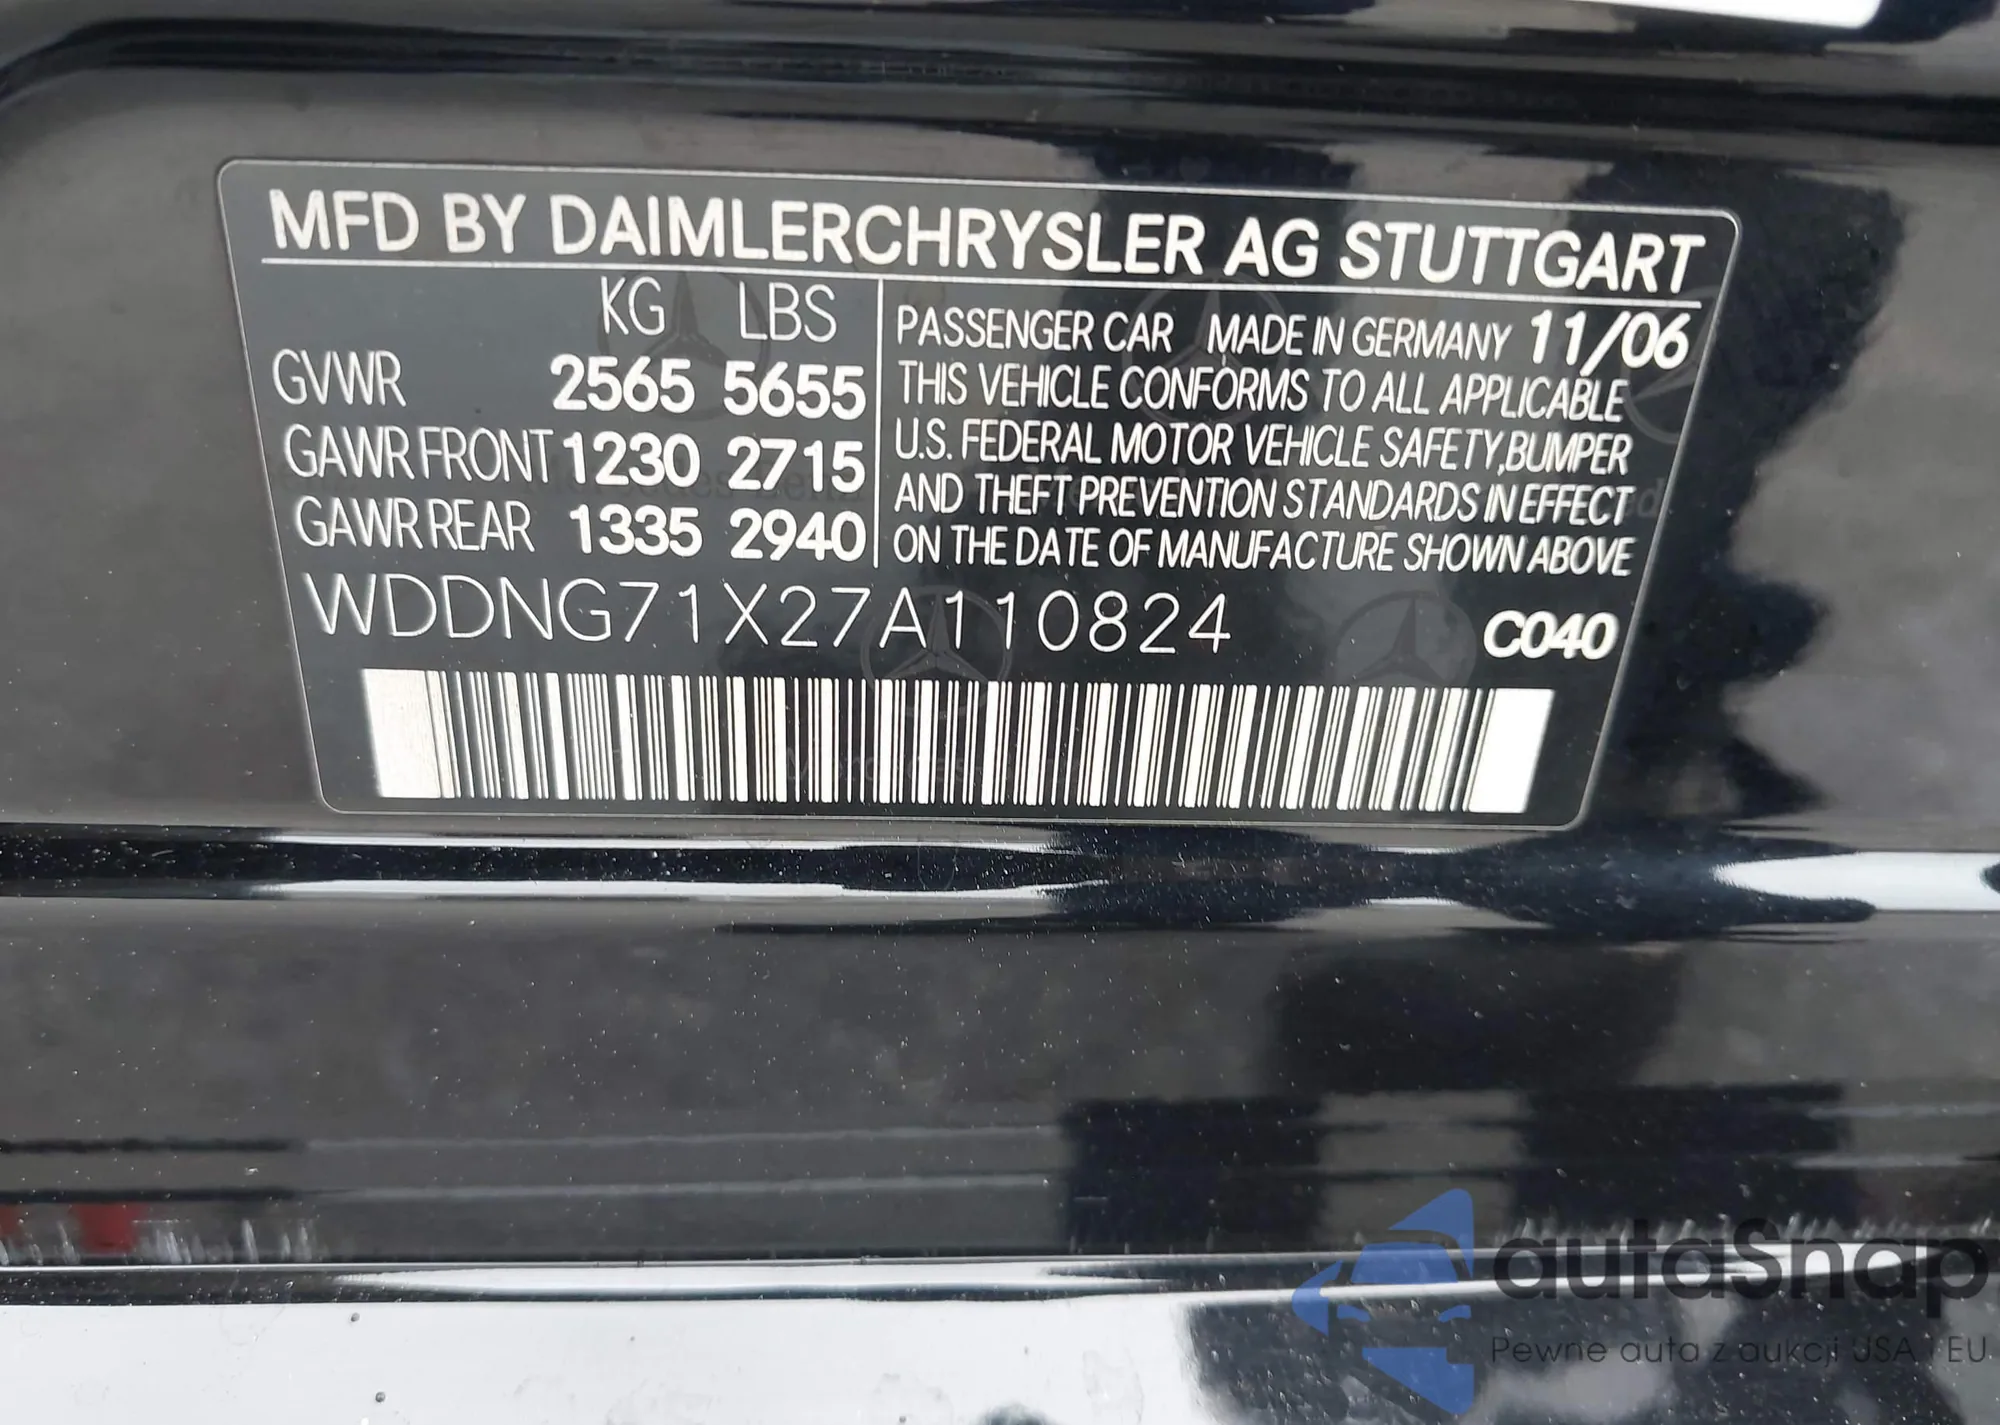 MFD BY DAIMLERCHRYSLER AG STUTTGART
KG LBS
GVWR 2565 5655
GAWR FRONT 1230 2715
GAWR REAR 1335 2940
PASSENGER CAR MADE IN GERMANY 11/06
THIS VEHICLE CONFORMS TO ALL APPLICABLE
U.S. FEDERAL MOTOR VEHICLE SAFETY,BUMPER
AND THEFT PREVENTION STANDARDS IN EFFECT
ON THE DATE OF MANUFACTURE SHOWN ABOVE
WDDNG71X27A110824
C040
autaSnap
Pewne auta z aukcji USA i EU